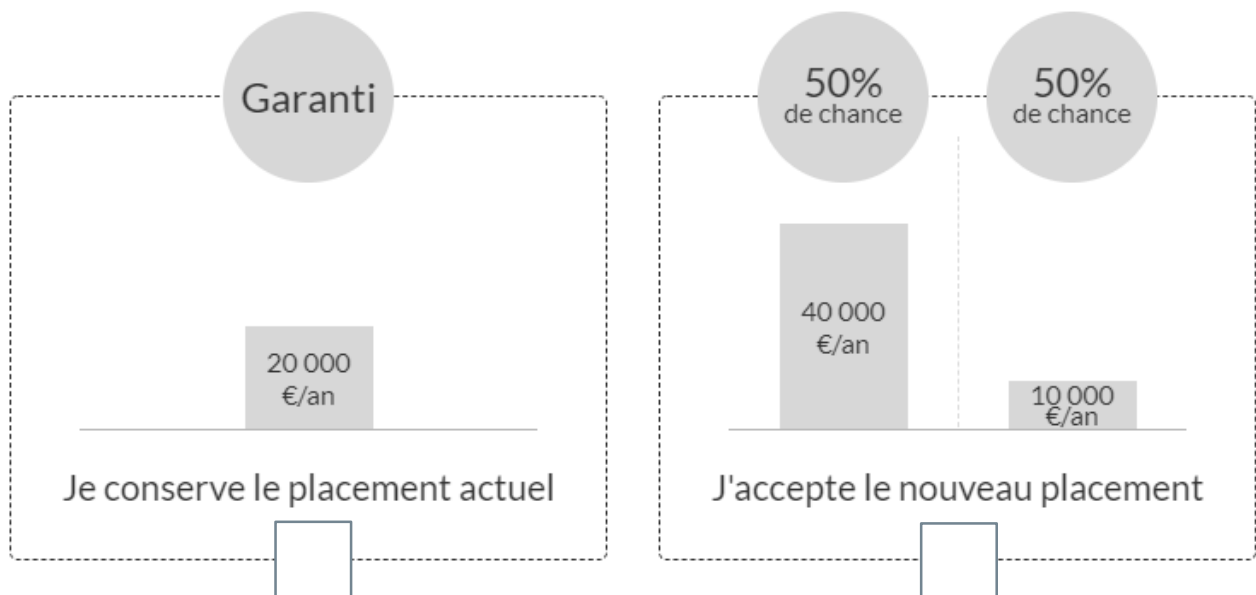 Garanti
20 000
€/an
Je conserve le placement actuel
50%
de chance
50%
de chance
40 000
€/an
10 000
€/an
J'accepte le nouveau placement